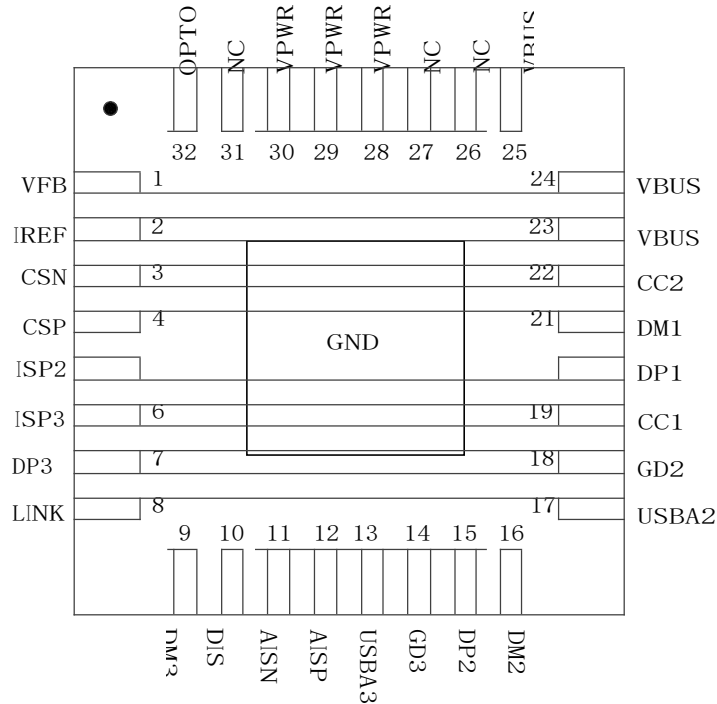 OPTO NC VPWR VPWR VPWR NC NC VBUS
32 31 30 29 28 27 26 25
VFB 1 24 VBUS
IREF 2 23 VBUS
CSN 3 22 CC2
CSP 4 21 DM1
GND
ISP2 DP1
ISP3 6 19 CC1
DP3 7 18 GD2
LINK 8 17 USBA2
9 10 11 12 13 14 15 16
DM3 DIS AISN AISP USBA3 GD3 DP2 DM2